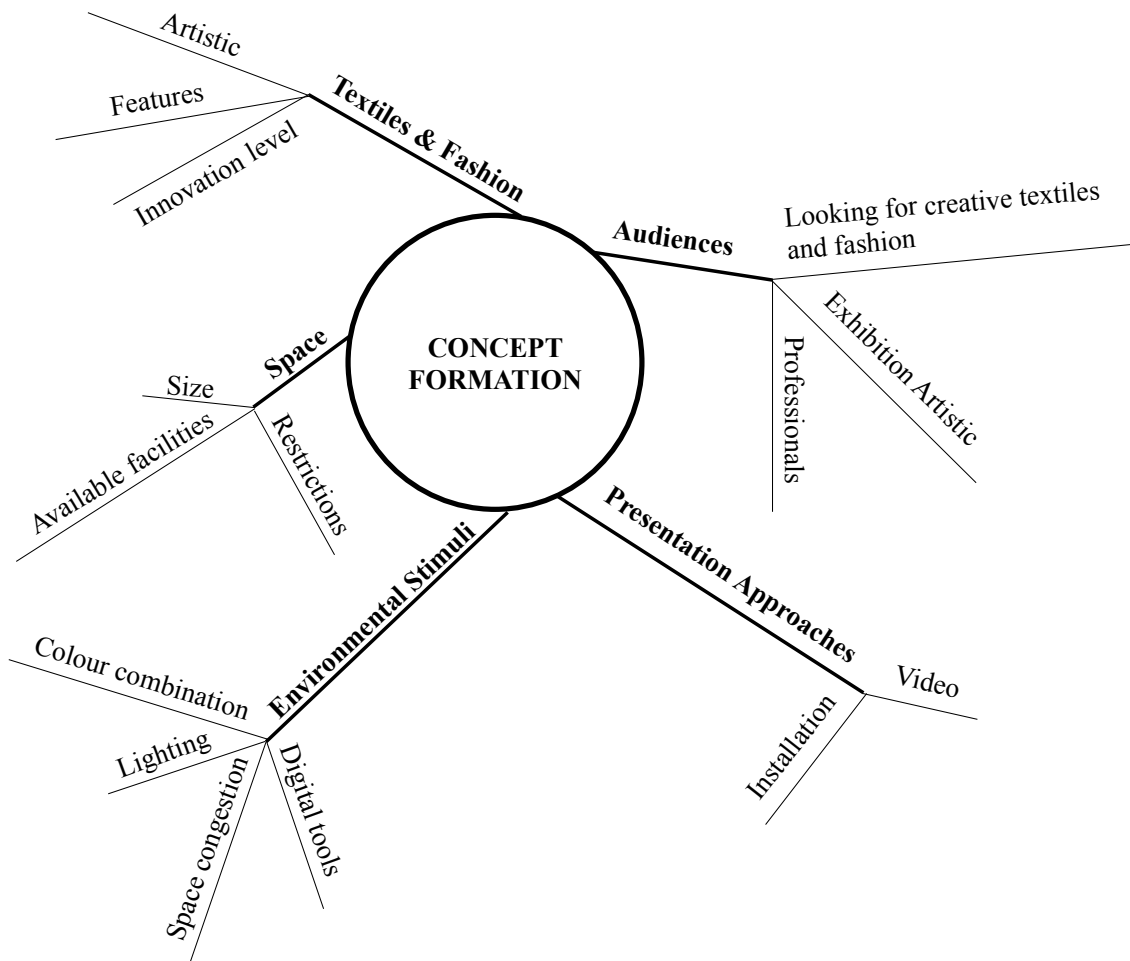 Artistic
Features
Innovation level
Textiles & Fashion
Audiences
Looking for creative textiles
and fashion
Exhibition Artistic
Professionals
CONCEPT
FORMATION
Space
Size
Available facilities
Restrictions
Presentation Approaches
Video
Installation
Environmental Stimuli
Colour combination
Lighting
Space congestion
Digital tools